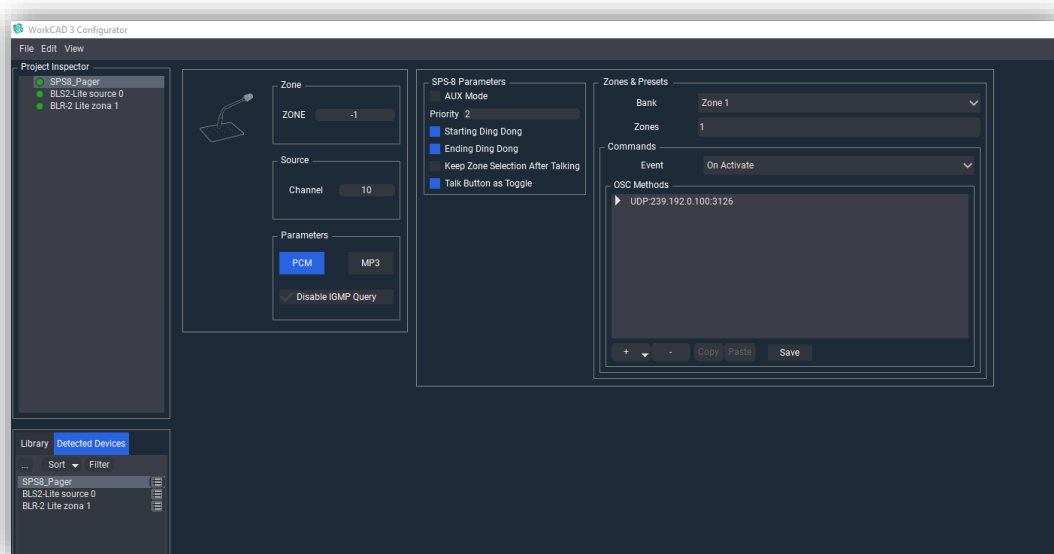 WorkCAD 3 Configurator
File Edit View
Project Inspector
SPS8_Pager
BLS2-Lite source 0
BLR-2 Lite zona 1
Zone
ZONE -1
Source
Channel 10
Parameters
PCM MP3
Disable IGMP Query
SPS-8 Parameters
AUX Mode
Priority 2
Starting Ding Dong
Ending Ding Dong
Keep Zone Selection After Talking
Talk Button as Toggle
Zones & Presets
Bank Zone 1
Zones 1
Commands
Event On Activate
OSC Methods
UDP:239.192.0.100:3126
+ - Copy Paste Save
Library Detected Devices
... Sort Filter
SPS8_Pager
BLS2-Lite source 0
BLR-2 Lite zona 1